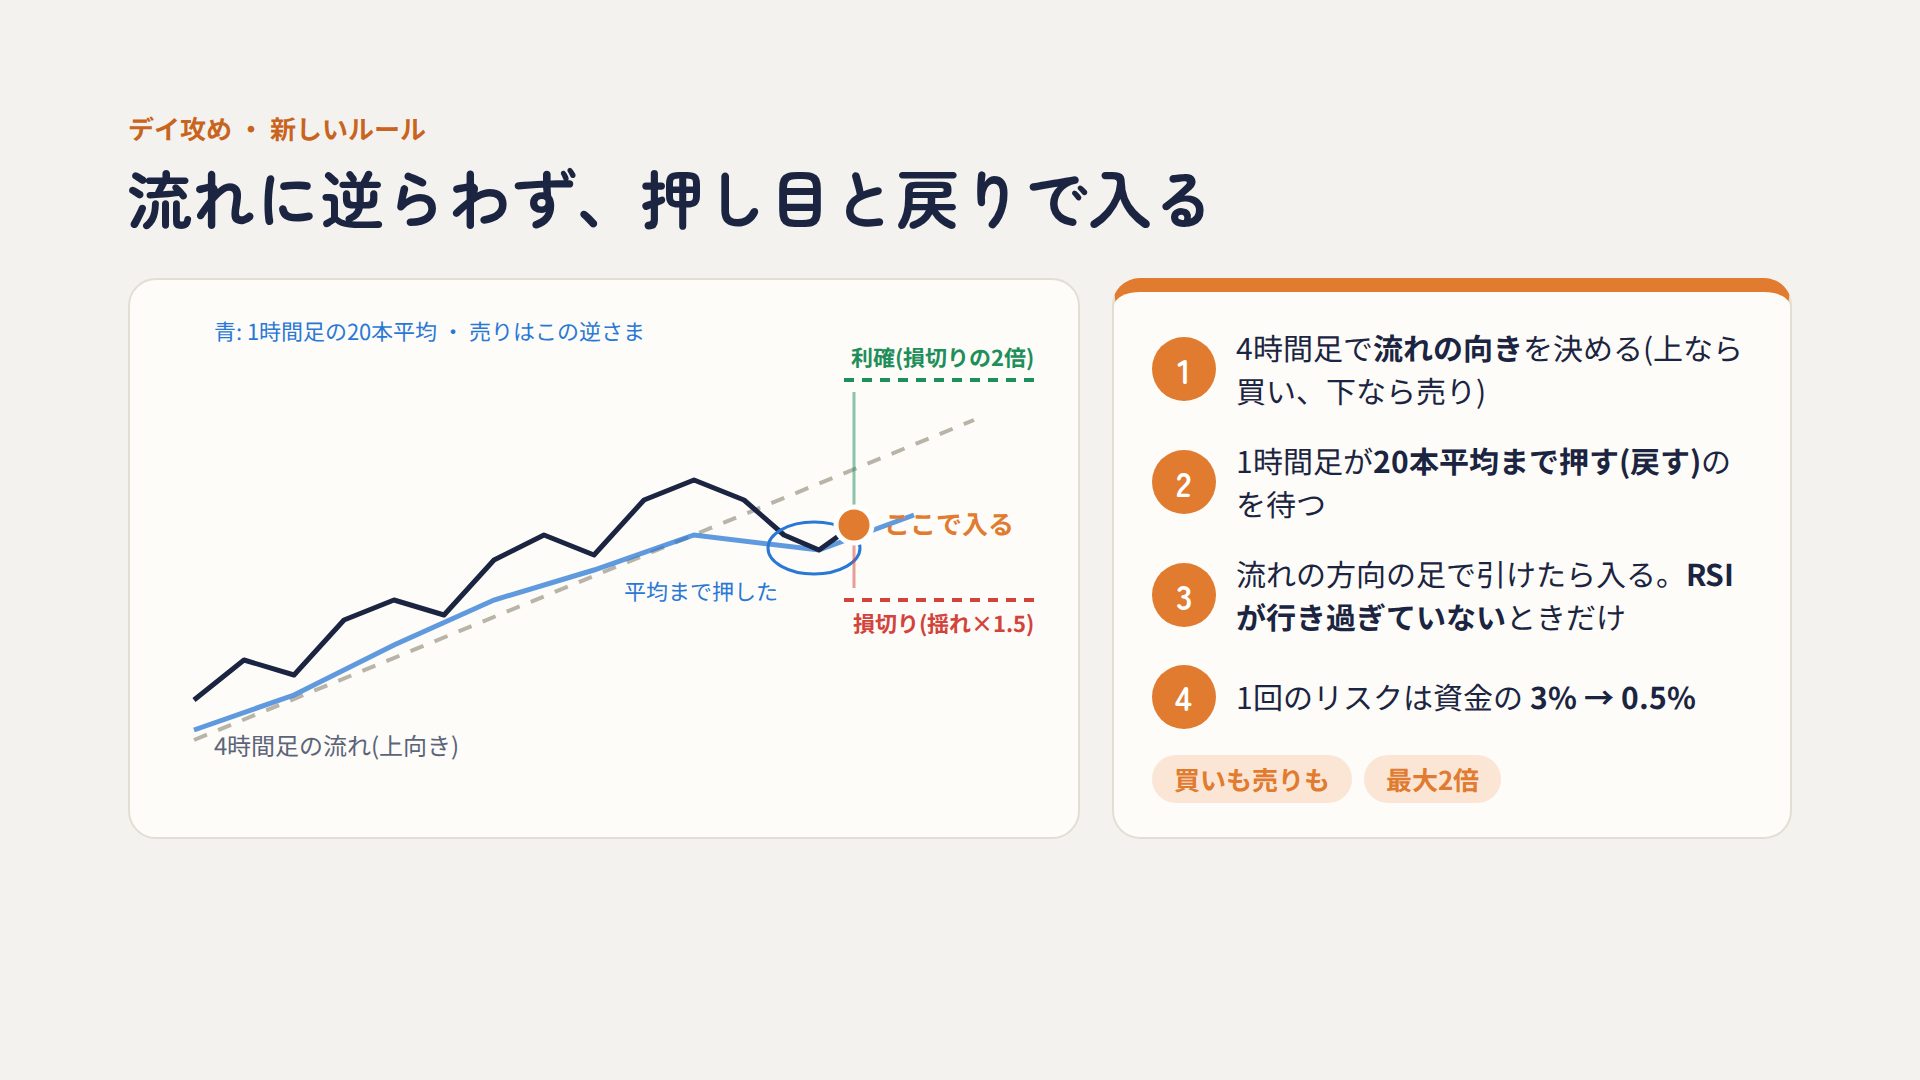 デイ攻め ・ 新しいルール
流れに逆らわず、押し目と戻りで入る
青: 1時間足の20本平均 ・ 売りはこの逆さま
利確(損切りの2倍)
ここで入る
平均まで押した
損切り(揺れ×1.5)
4時間足の流れ(上向き)
1
4時間足で流れの向きを決める(上なら
買い、下なら売り)
2
1時間足が20本平均まで押す(戻す)の
を待つ
3
流れの方向の足で引けたら入る。RSI
が行き過ぎていないときだけ
4
1回のリスクは資金の 3% → 0.5%
買いも売りも
最大2倍